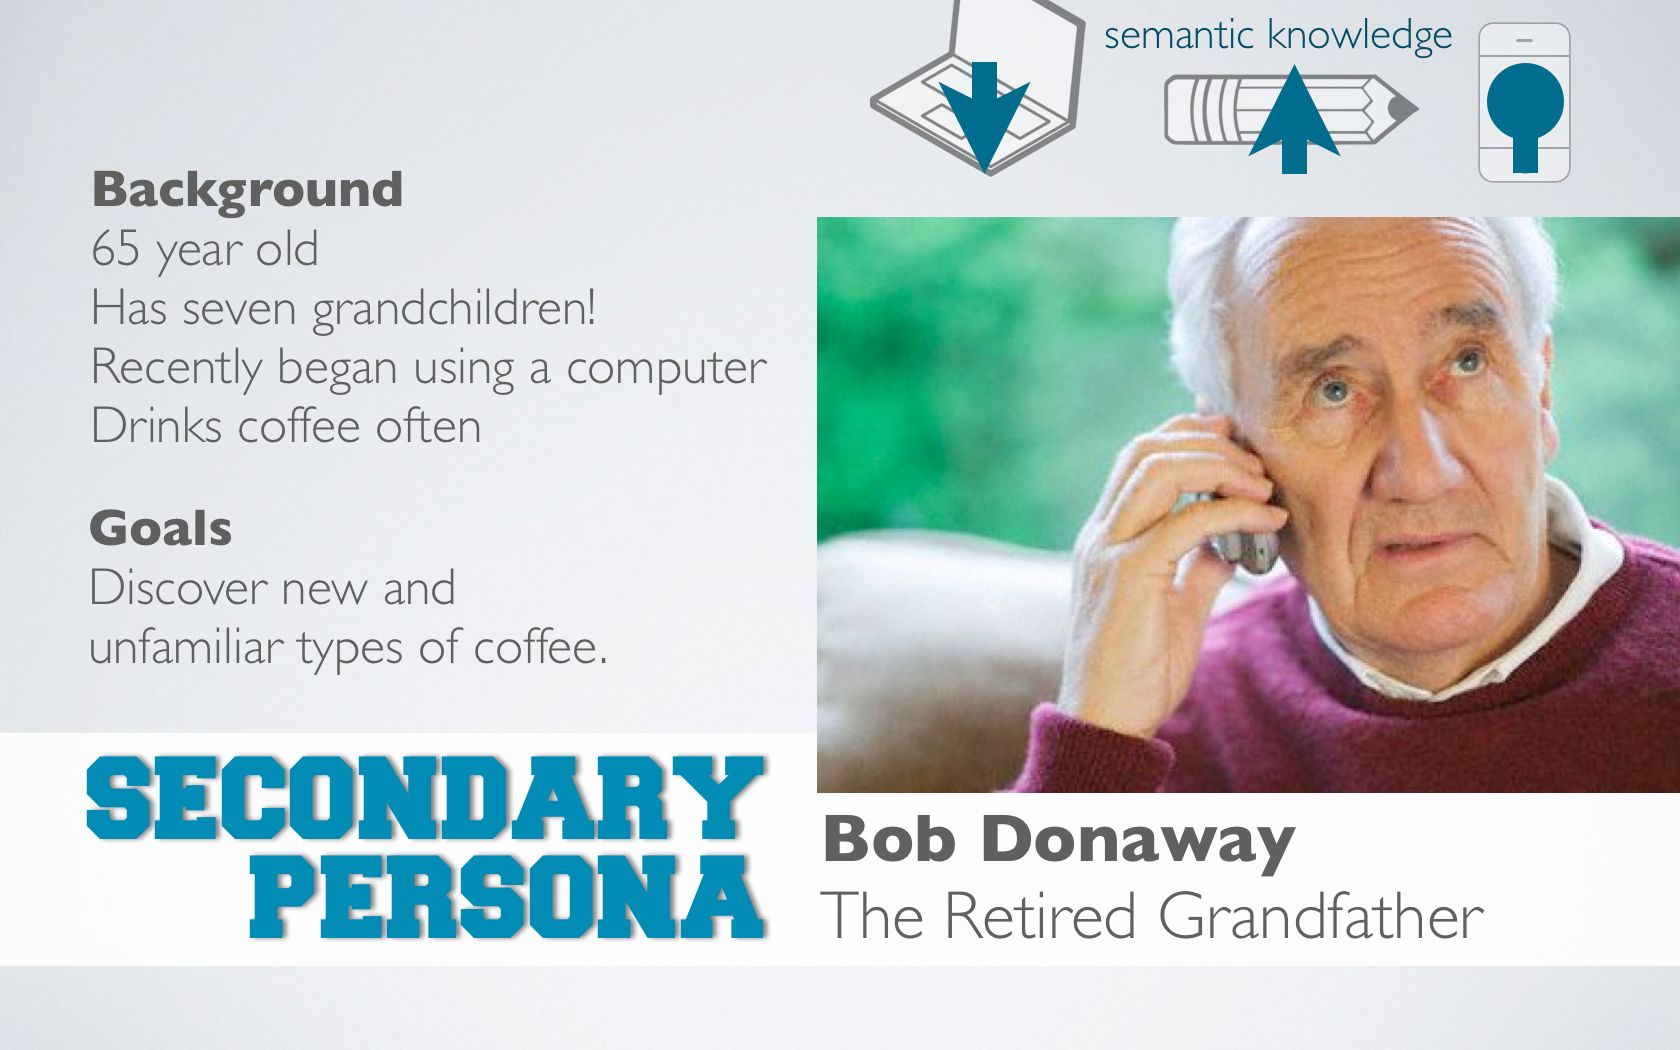 semantic knowledge
Background
65 year old
Has seven grandchildren!
Recently began using a computer
Drinks coffee often
Goals
Discover new and
unfamiliar types of coffee.
SECONDARY
PERSONA
Bob Donaway
The Retired Grandfather